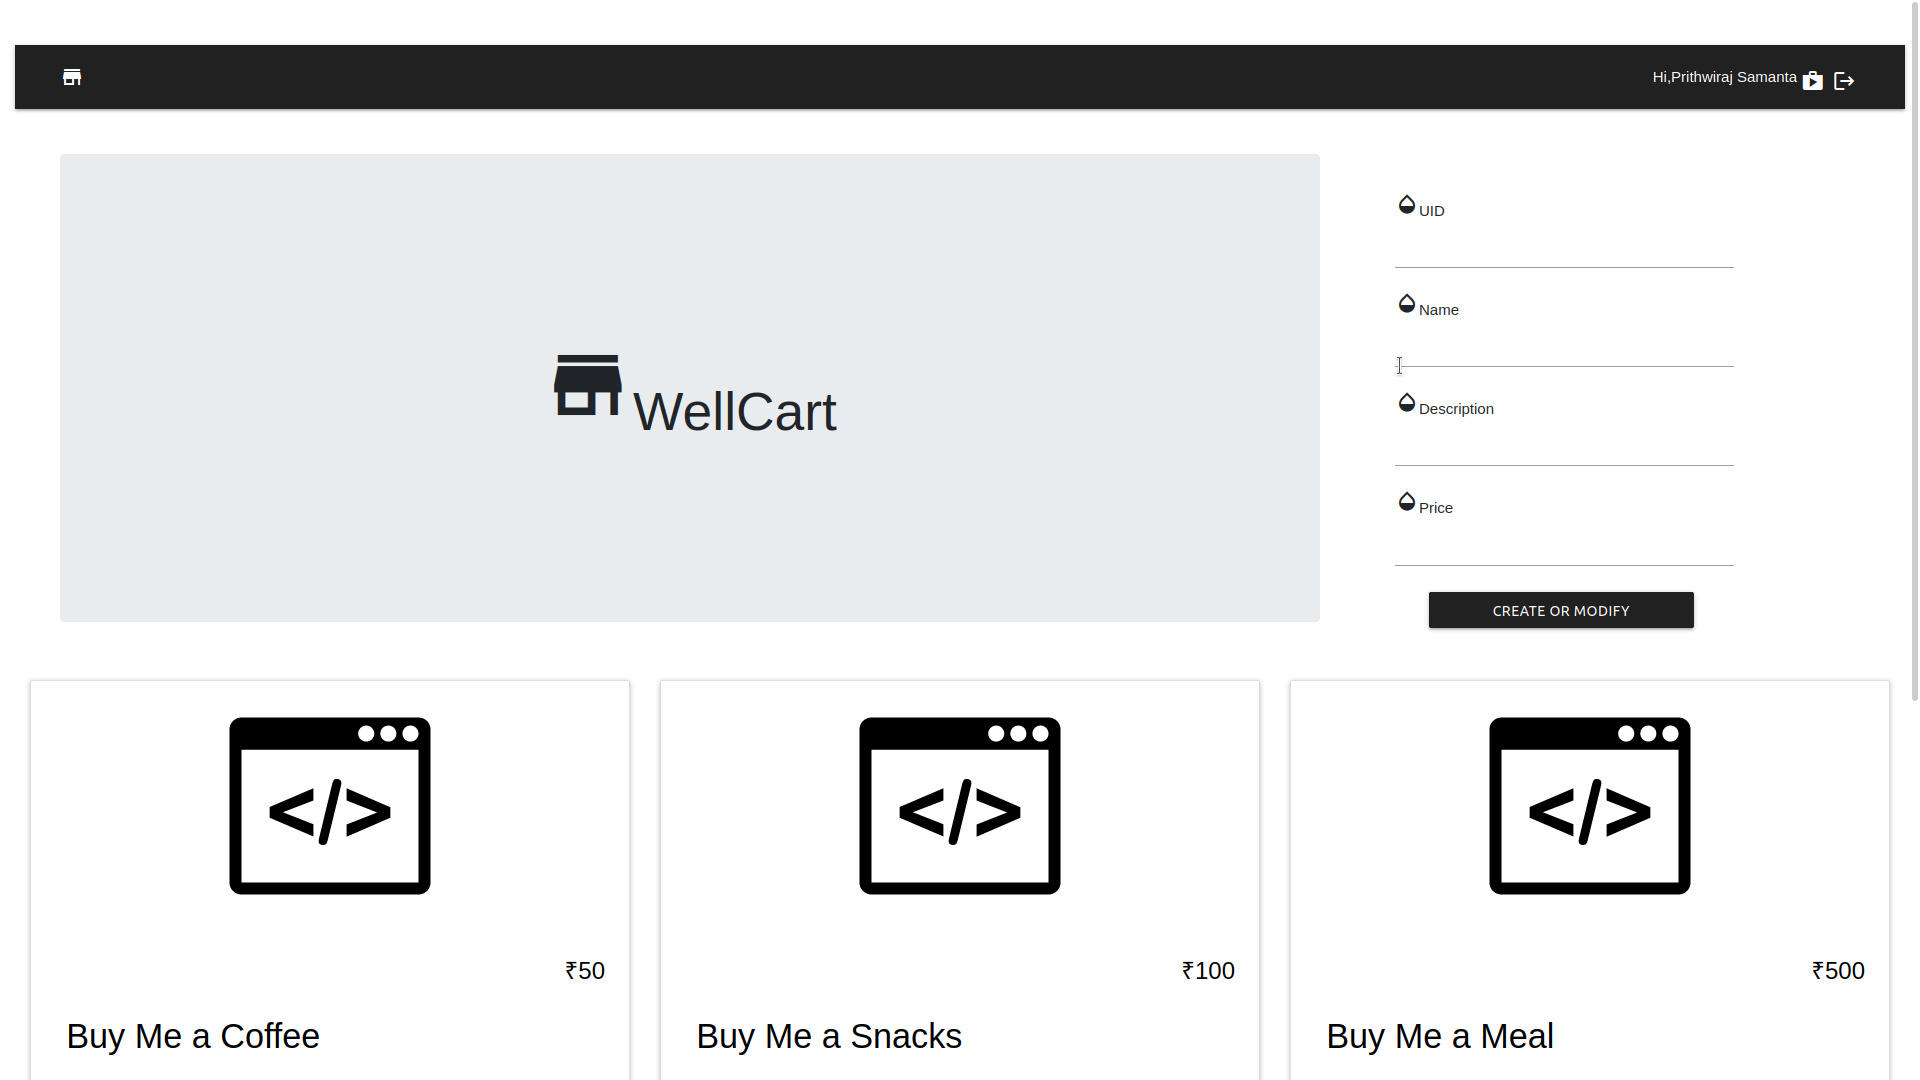 Hi,Prithwiraj Samanta
WellCart
UID
Name
Description
Price
CREATE OR MODIFY
</>
</>
</>
₹50
₹100
₹500
Buy Me a Coffee
Buy Me a Snacks
Buy Me a Meal